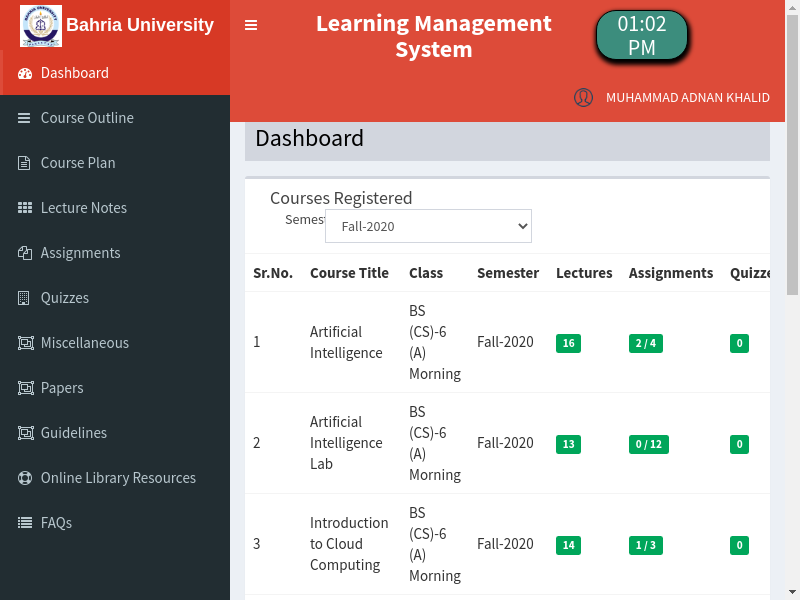 Bahria University
Learning Management
System
01:02
PM
MUHAMMAD ADNAN KHALID
Dashboard
Course Outline
Course Plan
Lecture Notes
Assignments
Quizzes
Miscellaneous
Papers
Guidelines
Online Library Resources
FAQs
Dashboard
Courses Registered
Semest
Fall-2020
Sr.No. Course Title Class Semester Lectures Assignments Quizze
1 Artificial Intelligence BS (CS)-6 (A) Morning Fall-2020 16 2 / 4 0
2 Artificial Intelligence Lab BS (CS)-6 (A) Morning Fall-2020 13 0 / 12 0
3 Introduction to Cloud Computing BS (CS)-6 (A) Morning Fall-2020 14 1 / 3 0